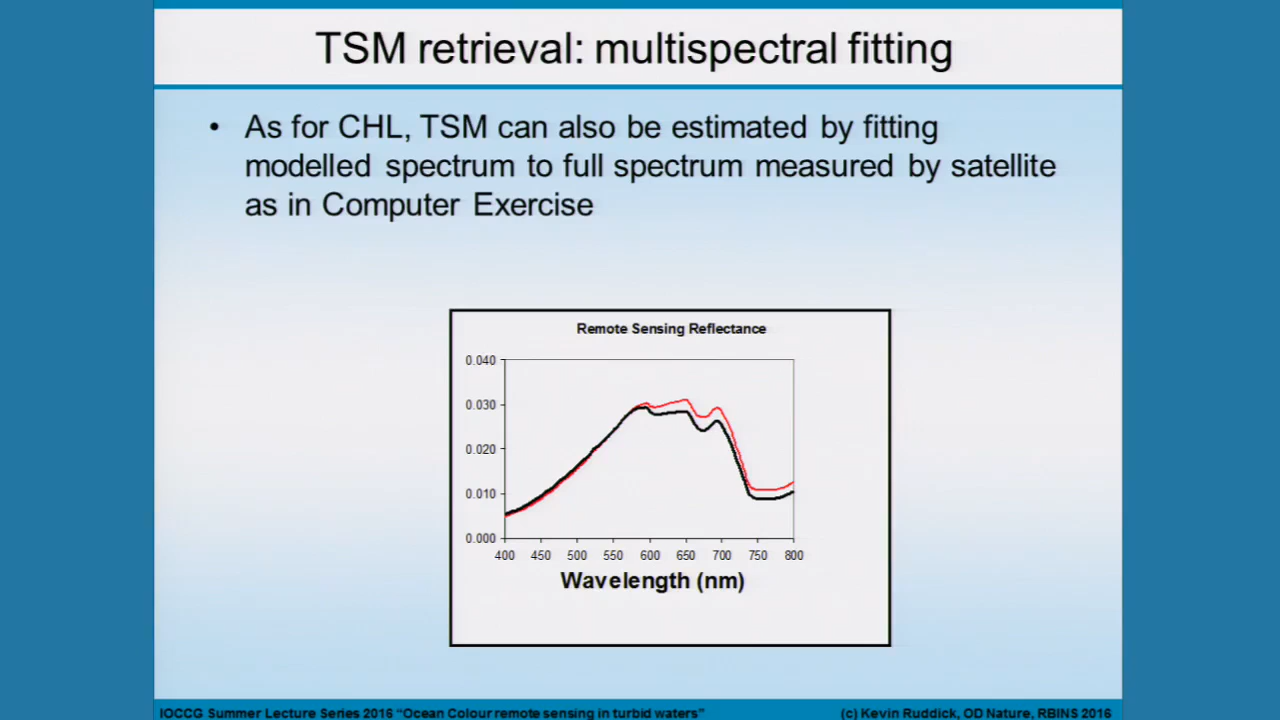 TSM retrieval: multispectral fitting
• As for CHL, TSM can also be estimated by fitting
modelled spectrum to full spectrum measured by satellite
as in Computer Exercise
Remote Sensing Reflectance
0.040
0.030
0.020
0.010
0.000
400 450 500 550 600 650 700 750 800
Wavelength (nm)
IOCCG Summer Lecture Series 2016 “Ocean Colour remote sensing in turbid waters”
(c) Kevin Ruddick, OD Nature, RBINS 2016